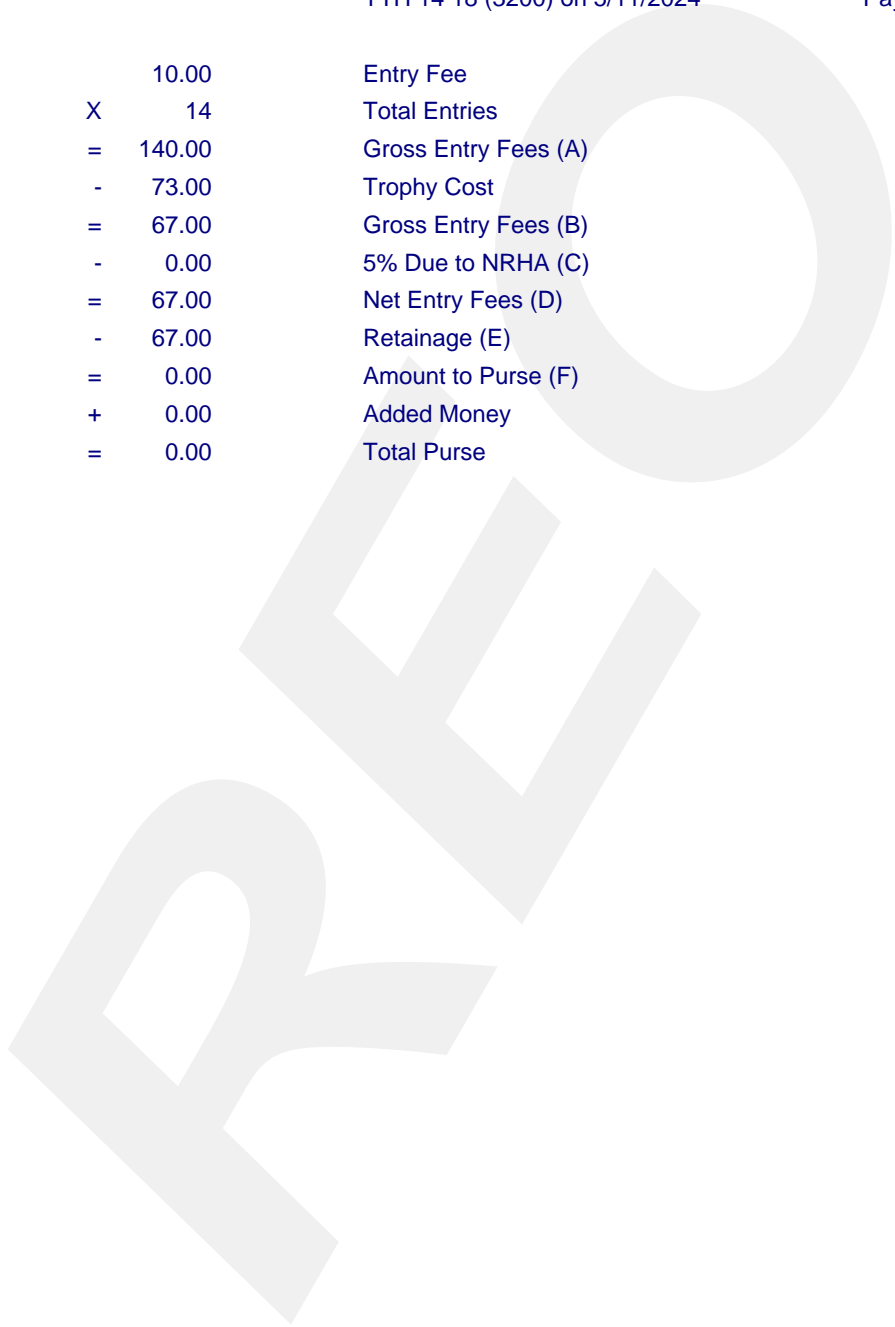 10.00 Entry Fee
X 14 Total Entries
= 140.00 Gross Entry Fees (A)
- 73.00 Trophy Cost
= 67.00 Gross Entry Fees (B)
- 0.00 5% Due to NRHA (C)
= 67.00 Net Entry Fees (D)
- 67.00 Retainage (E)
= 0.00 Amount to Purse (F)
+ 0.00 Added Money
= 0.00 Total Purse
REO